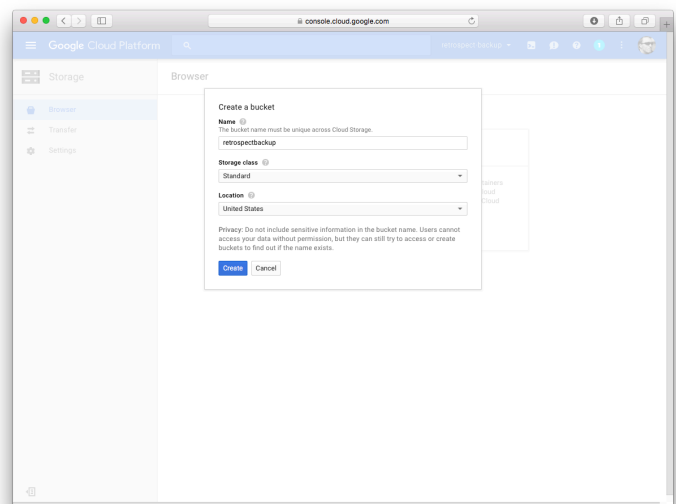 console.cloud.google.com
Google Cloud Platform
retrospect-backup
Storage
Browser
Browser
Transfer
Settings
Create a bucket
Name
The bucket name must be unique across Cloud Storage.
retrospectbackup
Storage class
Standard
Location
United States
Privacy: Do not include sensitive information in the bucket name. Users cannot
access your data without permission, but they can still try to access or create
buckets to find out if the name exists.
Create Cancel